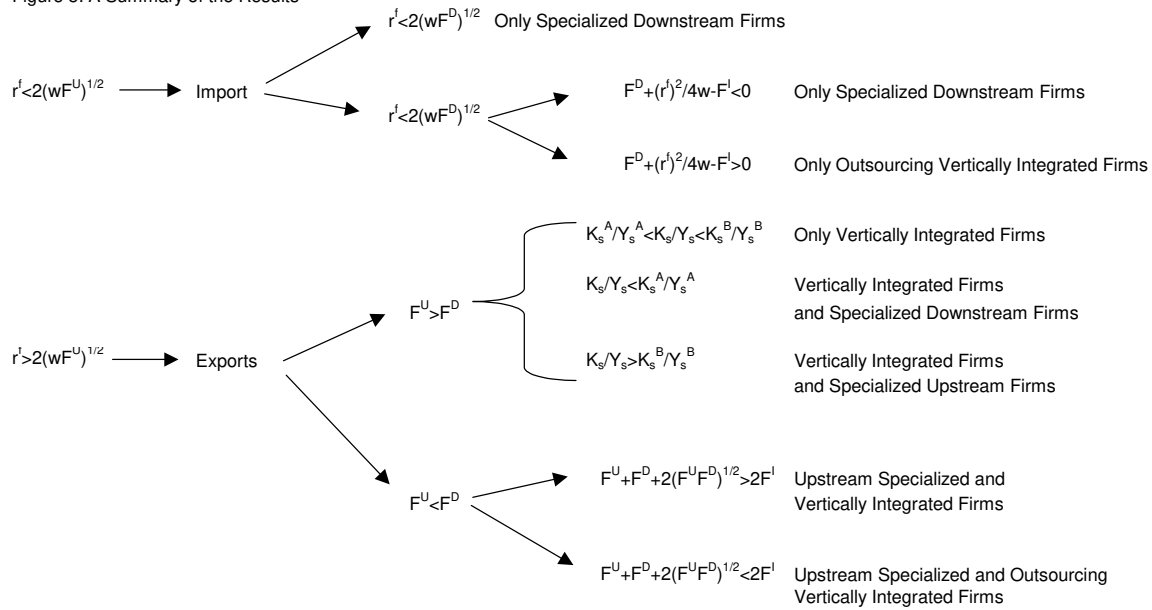 Figure 5: A Summary of the Results
r^f<2(wF^D)^1/2 Only Specialized Downstream Firms
r^f<2(wF^U)^1/2 Import F^D+(r^f)^2/4w-F^I<0 Only Specialized Downstream Firms
r^f<2(wF^D)^1/2
F^D+(r^f)^2/4w-F^I>0 Only Outsourcing Vertically Integrated Firms
K_s^A/Y_s^A<K_s/Y_s<K_s^B/Y_s^B Only Vertically Integrated Firms
K_s/Y_s<K_s^A/Y_s^A Vertically Integrated Firms
F^U>F^D and Specialized Downstream Firms
r^f>2(wF^U)^1/2 Exports K_s/Y_s>K_s^B/Y_s^B Vertically Integrated Firms
and Specialized Upstream Firms
F^U+F^D+2(F^UF^D)^1/2>2F^I Upstream Specialized and
F^U<F^D Vertically Integrated Firms
F^U+F^D+2(F^UF^D)^1/2<2F^I Upstream Specialized and Outsourcing
Vertically Integrated Firms